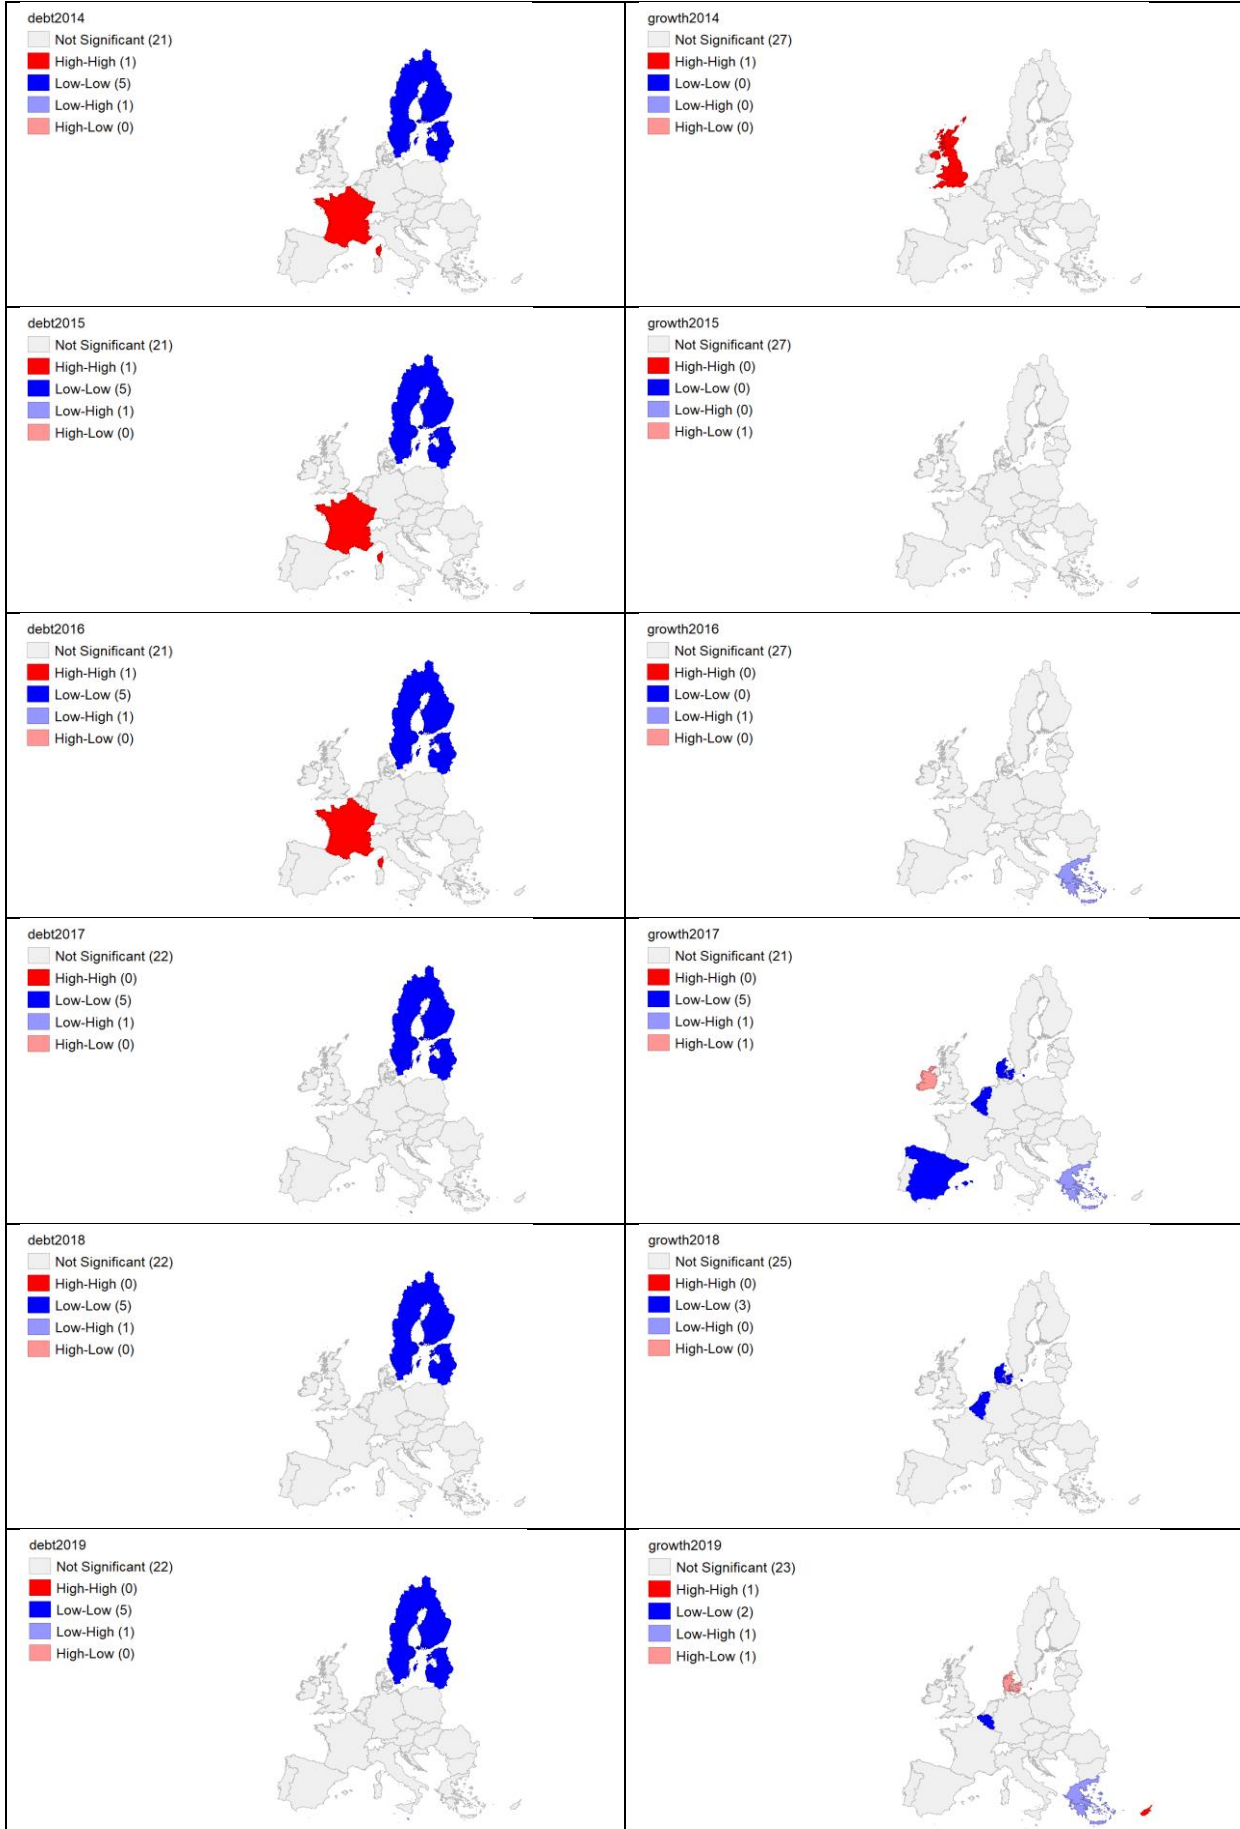 debt2014
Not Significant (21)
High-High (1)
Low-Low (5)
Low-High (1)
High-Low (0)
growth2014
Not Significant (27)
High-High (1)
Low-Low (0)
Low-High (0)
High-Low (0)
debt2015
Not Significant (21)
High-High (1)
Low-Low (5)
Low-High (1)
High-Low (0)
growth2015
Not Significant (27)
High-High (0)
Low-Low (0)
Low-High (0)
High-Low (1)
debt2016
Not Significant (21)
High-High (1)
Low-Low (5)
Low-High (1)
High-Low (0)
growth2016
Not Significant (27)
High-High (0)
Low-Low (0)
Low-High (1)
High-Low (0)
debt2017
Not Significant (22)
High-High (0)
Low-Low (5)
Low-High (1)
High-Low (0)
growth2017
Not Significant (21)
High-High (0)
Low-Low (5)
Low-High (1)
High-Low (1)
debt2018
Not Significant (22)
High-High (0)
Low-Low (5)
Low-High (1)
High-Low (0)
growth2018
Not Significant (25)
High-High (0)
Low-Low (3)
Low-High (0)
High-Low (0)
debt2019
Not Significant (22)
High-High (0)
Low-Low (5)
Low-High (1)
High-Low (0)
growth2019
Not Significant (23)
High-High (1)
Low-Low (2)
Low-High (1)
High-Low (1)